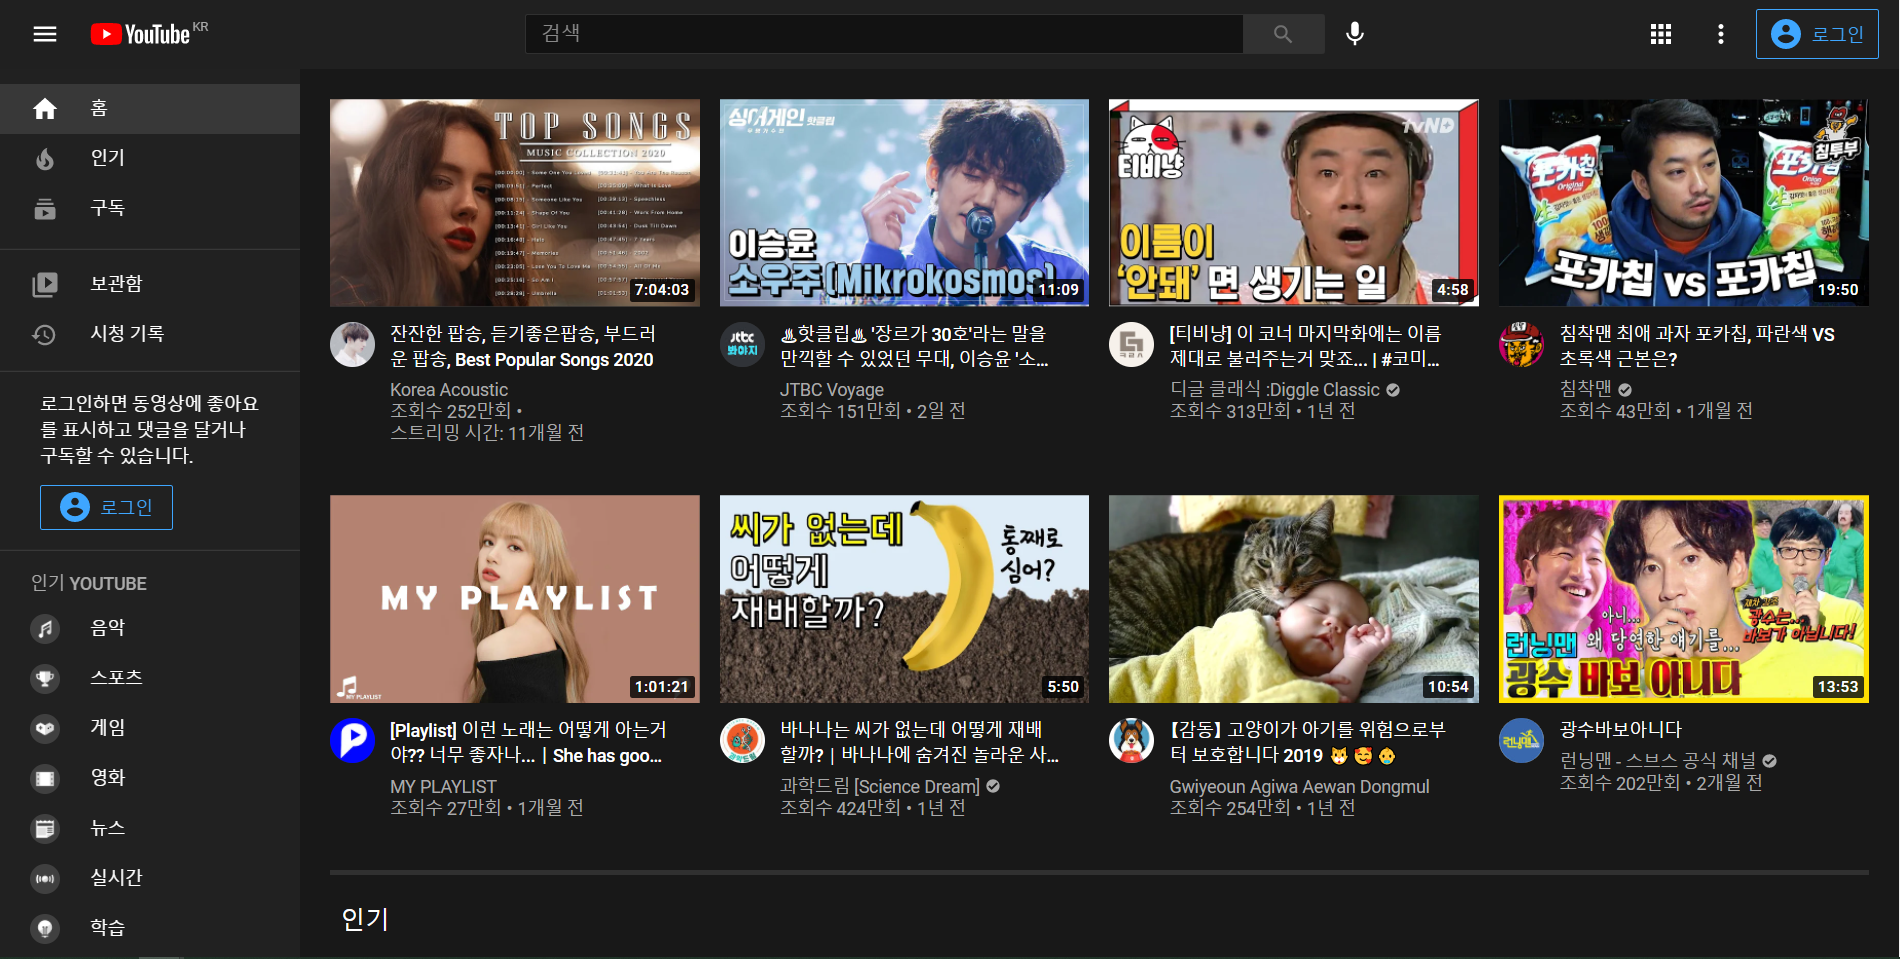 YouTube KR
검색
로그인
홈
인기
구독
보관함
시청 기록
로그인하면 동영상에 좋아요
를 표시하고 댓글을 달거나
구독할 수 있습니다.
로그인
인기 YOUTUBE
음악
스포츠
게임
영화
뉴스
실시간
학습
TOP SONGS
MUSIC COLLECTION 2020
7:04:03
잔잔한 팝송, 듣기좋은팝송, 부드러
운 팝송, Best Popular Songs 2020
Korea Acoustic
조회수 252만회 •
스트리밍 시간: 11개월 전
싱어게인 핫클립
이승윤
소우주(Mikrokosmos)
11:09
jtbc
봐야지
♨핫클립♨ '장르가 30호'라는 말을
만끽할 수 있었던 무대, 이승윤 '소...
JTBC Voyage
조회수 151만회 • 2일 전
tvND
티비냥
이름이
'안돼' 면 생기는 일
4:58
[티비냥] 이 코너 마지막화에는 이름
제대로 불러주는거 맞죠... | #코미...
디글 클래식 :Diggle Classic
조회수 313만회 • 1년 전
침투부
포카칩
Original
포카칩
Onion
포카칩 VS 포카칩
19:50
침착맨 최애 과자 포카칩, 파란색 VS
초록색 근본은?
침착맨
조회수 43만회 • 1개월 전
MY PLAYLIST
MY PLAYLIST
1:01:21
[Playlist] 이런 노래는 어떻게 아는거
야?? 너무 좋자나... | She has goo...
MY PLAYLIST
조회수 27만회 • 1개월 전
씨가 없는데
어떻게
재배할까?
통째로
심어?
5:50
바나나는 씨가 없는데 어떻게 재배
할까? | 바나나에 숨겨진 놀라운 사...
과학드림 [Science Dream]
조회수 424만회 • 1년 전
10:54
【감동】고양이가 아기를 위험으로부
터 보호합니다 2019 😿 🥰 👶
Gwiyeoun Agiwa Aewan Dongmul
조회수 254만회 • 1년 전
아니...
왜 당연한 얘기를...
광수는..
바보가 아닙니다!
런닝맨
광수 바보 아니다
13:53
런닝맨
광수바보아니다
런닝맨 - 스브스 공식 채널
조회수 202만회 • 2개월 전
인기